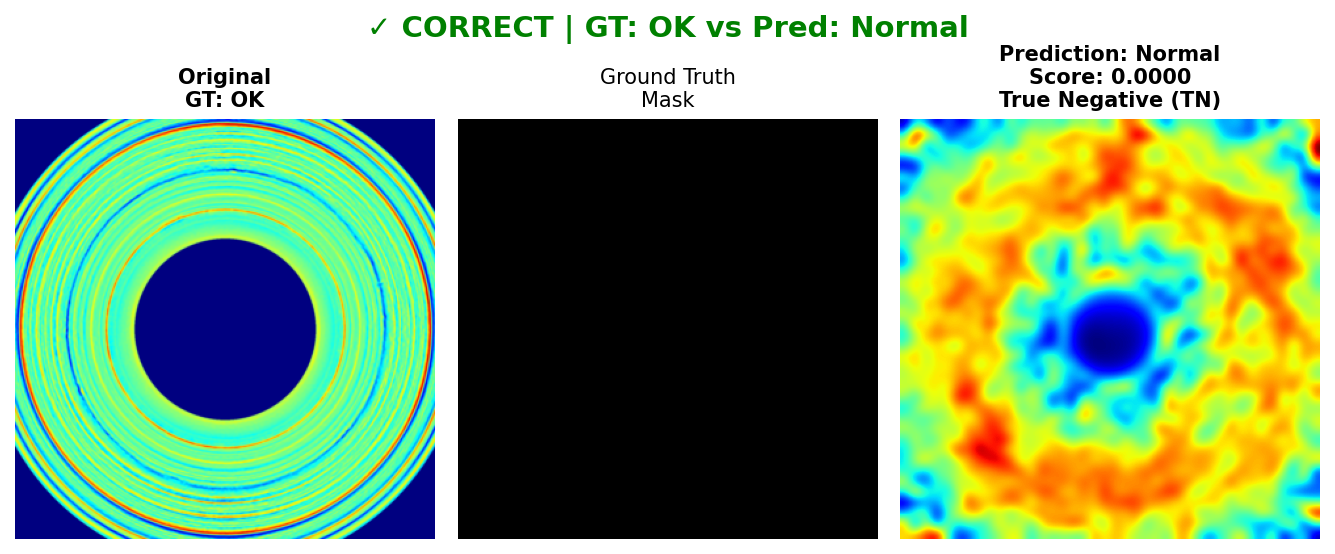 ✓ CORRECT | GT: OK vs Pred: Normal
Original
GT: OK
Ground Truth
Mask
Prediction: Normal
Score: 0.0000
True Negative (TN)